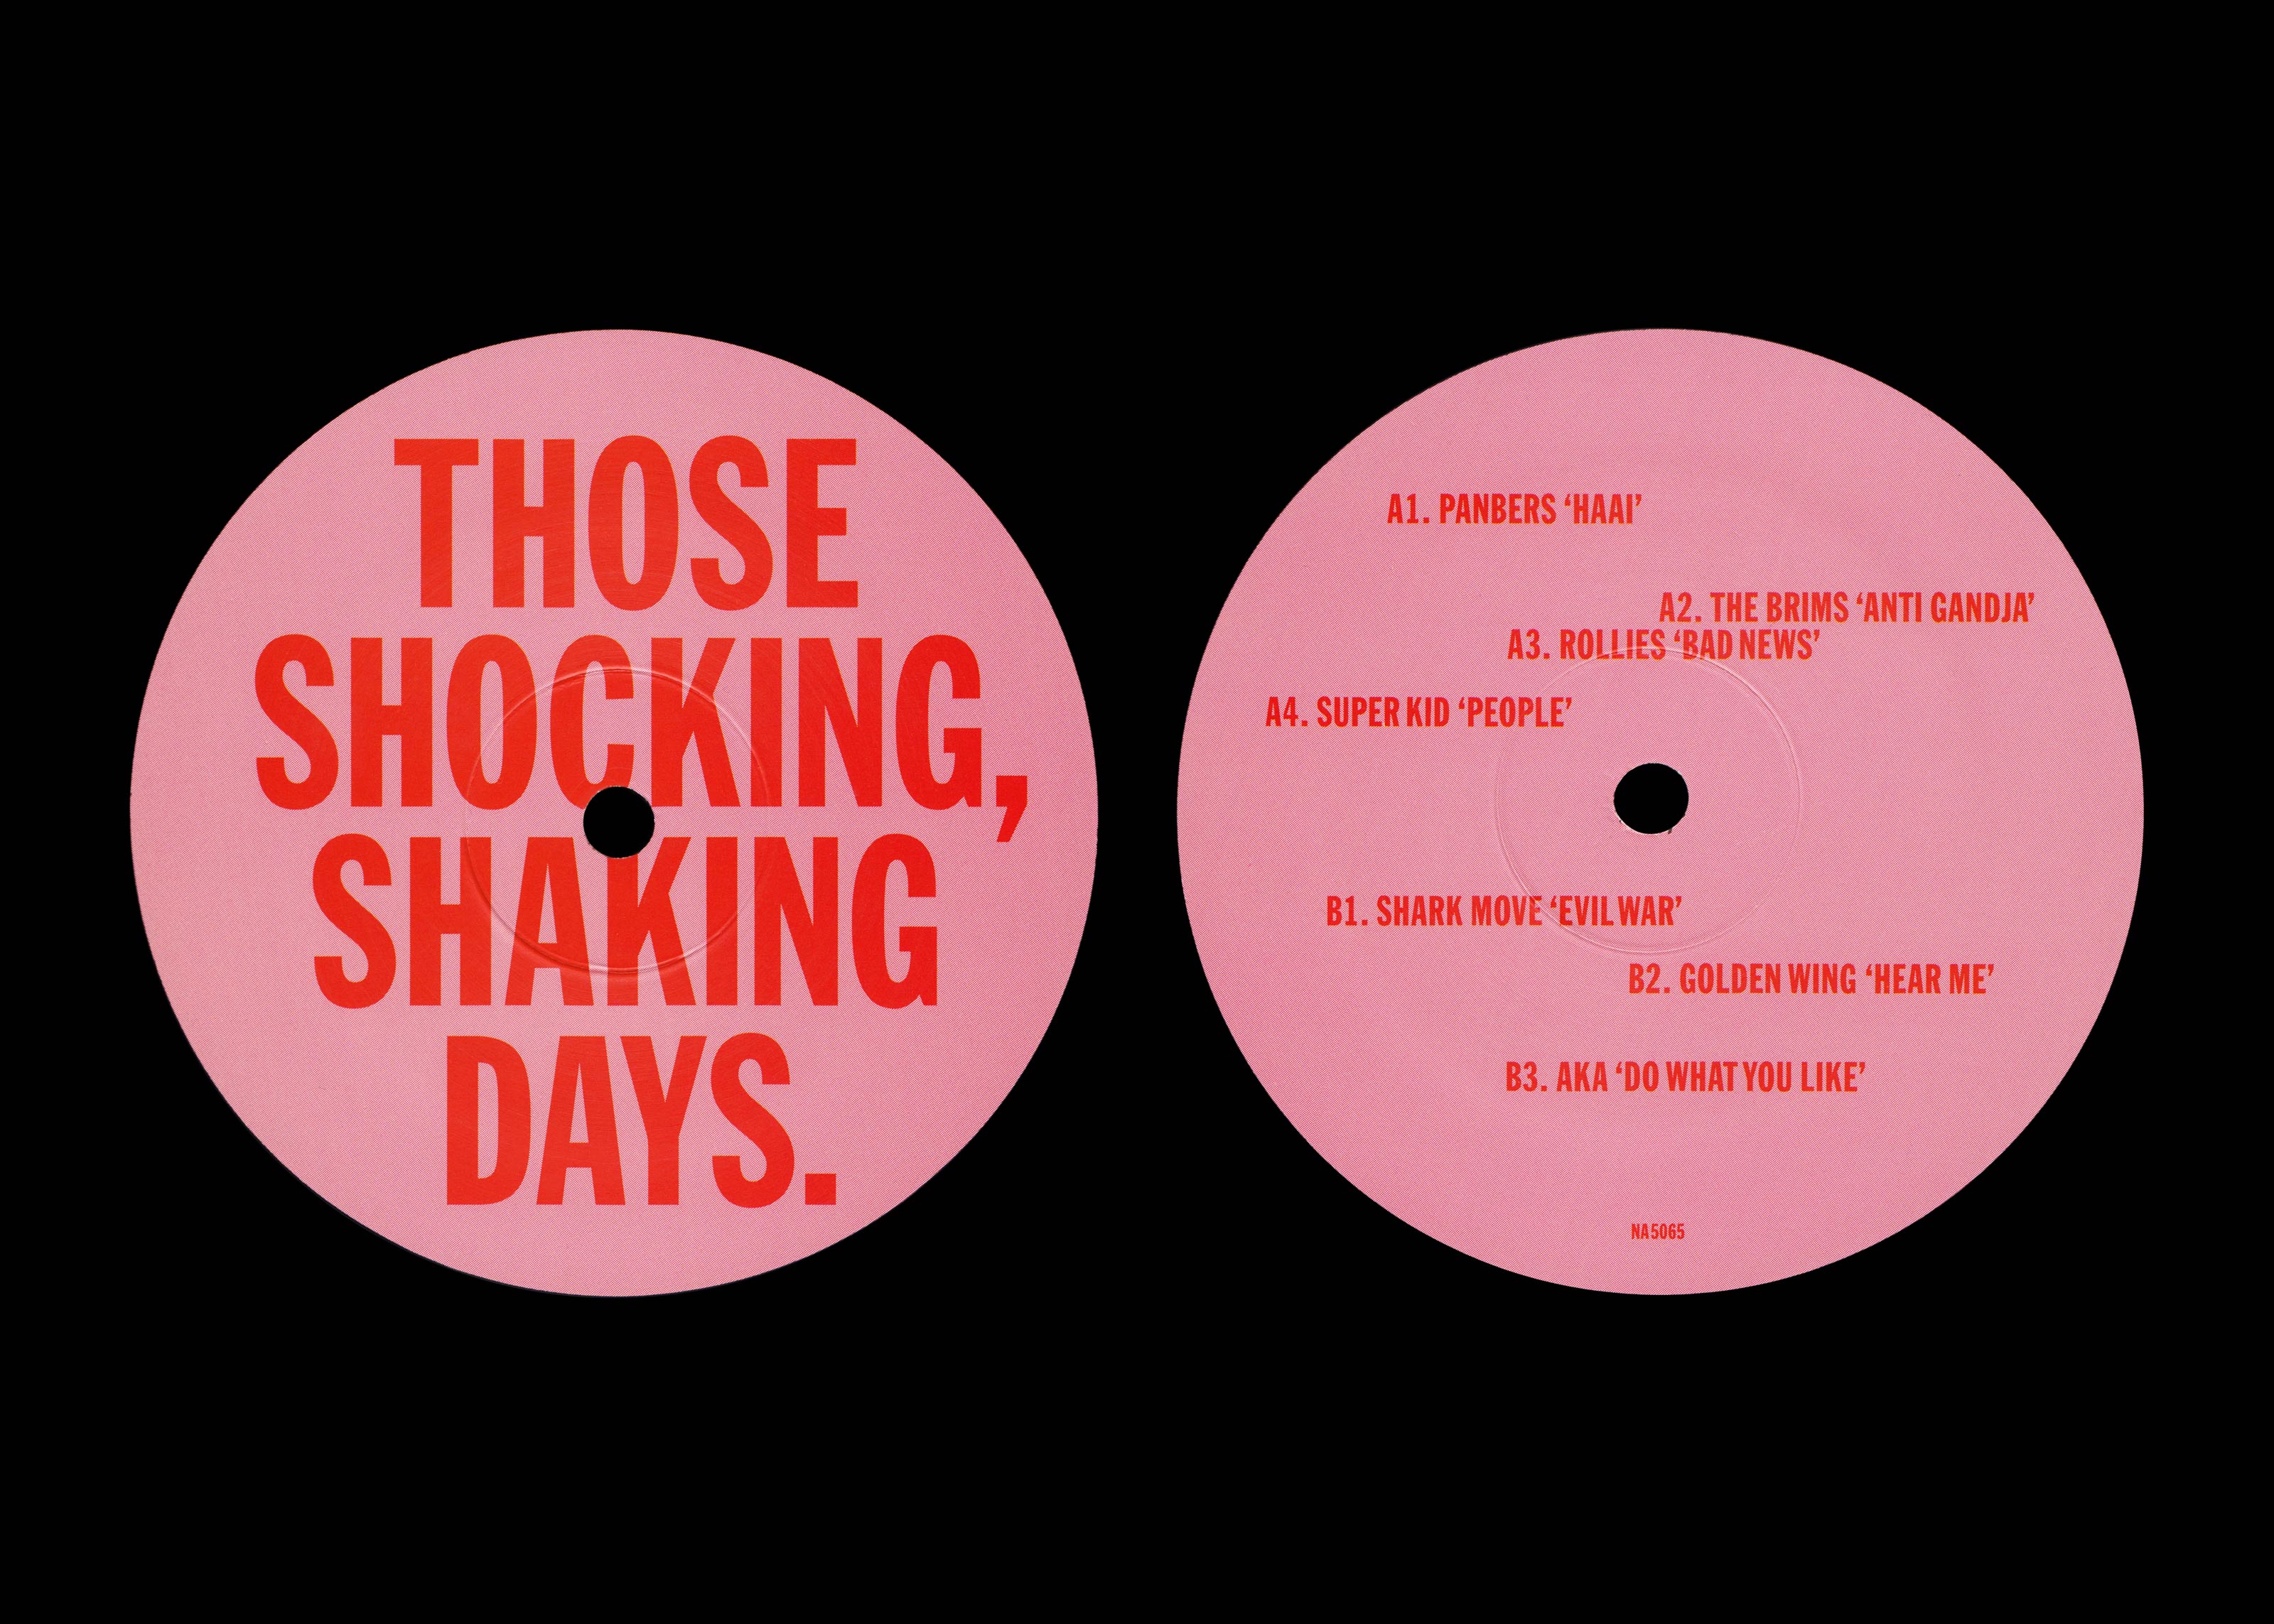 THOSE
SHOCKING,
SHAKING
DAYS.
A1. PANBERS ‘HAAI’
A2. THE BRIMS ‘ANTI GANDJA’
A3. ROLLIES ‘BAD NEWS’
A4. SUPER KID ‘PEOPLE’
B1. SHARK MOVE ‘EVIL WAR’
B2. GOLDEN WING ‘HEAR ME’
B3. AKA ‘DO WHAT YOU LIKE’
NA5065